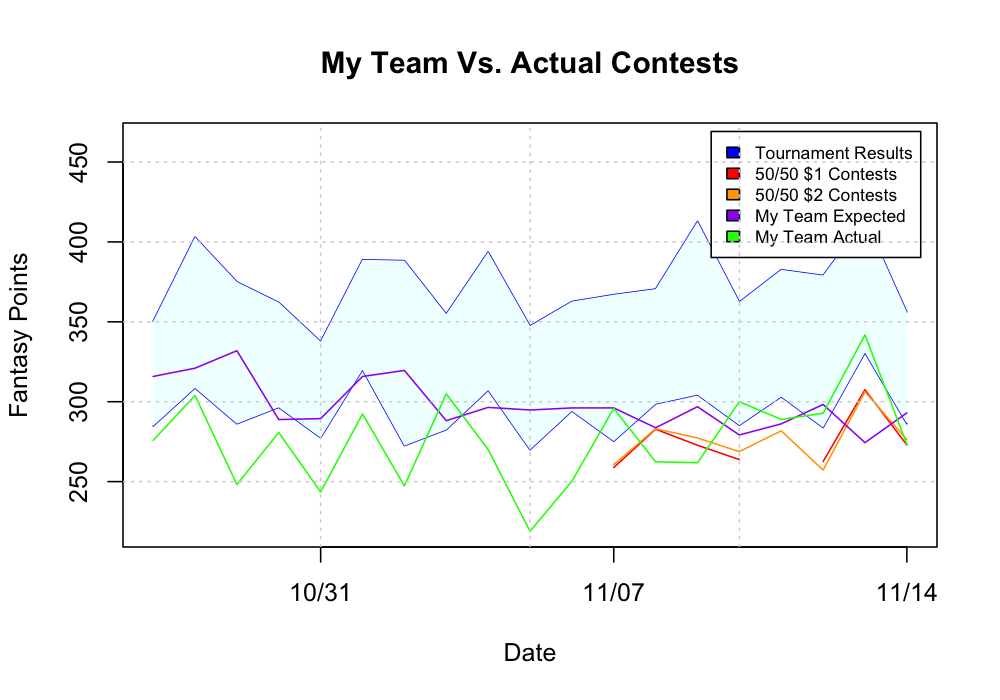 My Team Vs. Actual Contests
Fantasy Points
450
400
350
300
250
Tournament Results
50/50 $1 Contests
50/50 $2 Contests
My Team Expected
My Team Actual
10/31
11/07
11/14
Date